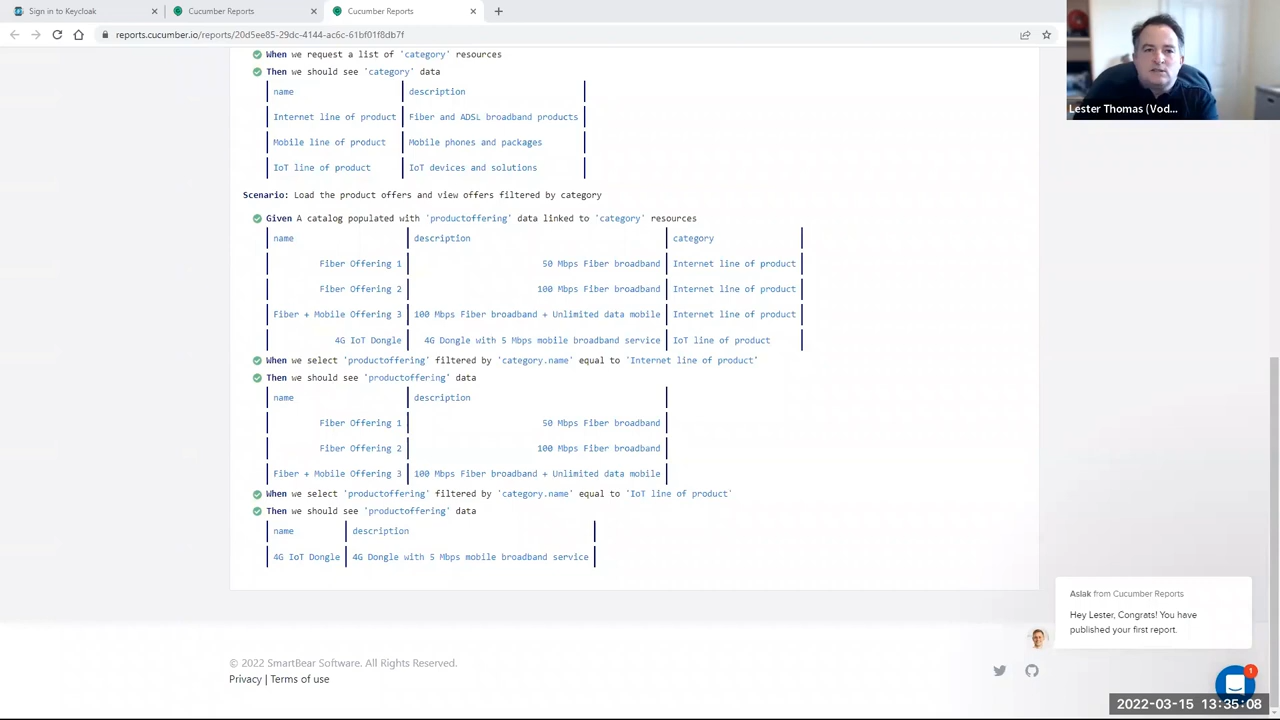 Sign in to Keycloak
Cucumber Reports
Cucumber Reports
reports.cucumber.io/reports/20d5ee85-29dc-4144-ac6c-61bf01f8db7f
When we request a list of 'category' resources
Then we should see 'category' data
name description
Internet line of product Fiber and ADSL broadband products
Mobile line of product Mobile phones and packages
IoT line of product IoT devices and solutions
Scenario: Load the product offers and view offers filtered by category
Given A catalog populated with 'productoffering' data linked to 'category' resources
name description category
Fiber Offering 1 50 Mbps Fiber broadband Internet line of product
Fiber Offering 2 100 Mbps Fiber broadband Internet line of product
Fiber + Mobile Offering 3 100 Mbps Fiber broadband + Unlimited data mobile Internet line of product
4G IoT Dongle 4G Dongle with 5 Mbps mobile broadband service IoT line of product
When we select 'productoffering' filtered by 'category.name' equal to 'Internet line of product'
Then we should see 'productoffering' data
name description
Fiber Offering 1 50 Mbps Fiber broadband
Fiber Offering 2 100 Mbps Fiber broadband
Fiber + Mobile Offering 3 100 Mbps Fiber broadband + Unlimited data mobile
When we select 'productoffering' filtered by 'category.name' equal to 'IoT line of product'
Then we should see 'productoffering' data
name description
4G IoT Dongle 4G Dongle with 5 Mbps mobile broadband service
© 2022 SmartBear Software. All Rights Reserved.
Privacy | Terms of use
Lester Thomas (Vod...
Aslak from Cucumber Reports
Hey Lester, Congrats! You have
published your first report.
1
2022-03-15 13:35:08